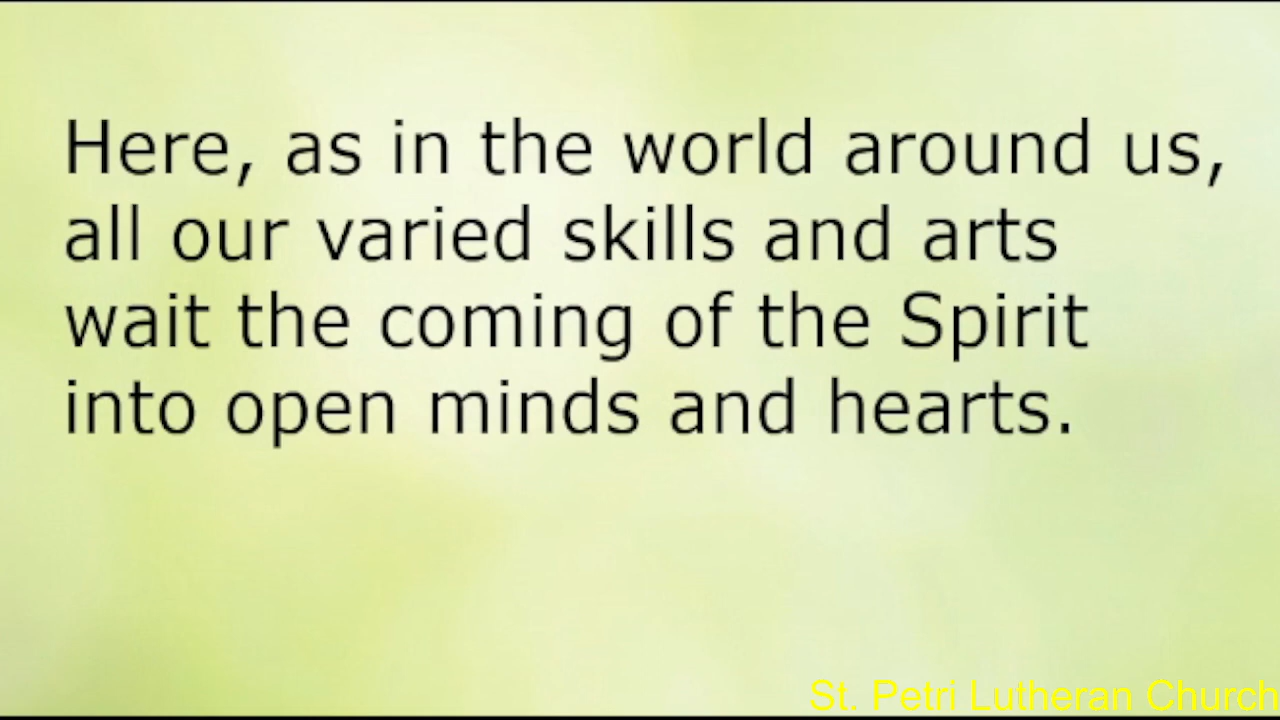 Here, as in the world around us,
all our varied skills and arts
wait the coming of the Spirit
into open minds and hearts.
St. Petri Lutheran Church